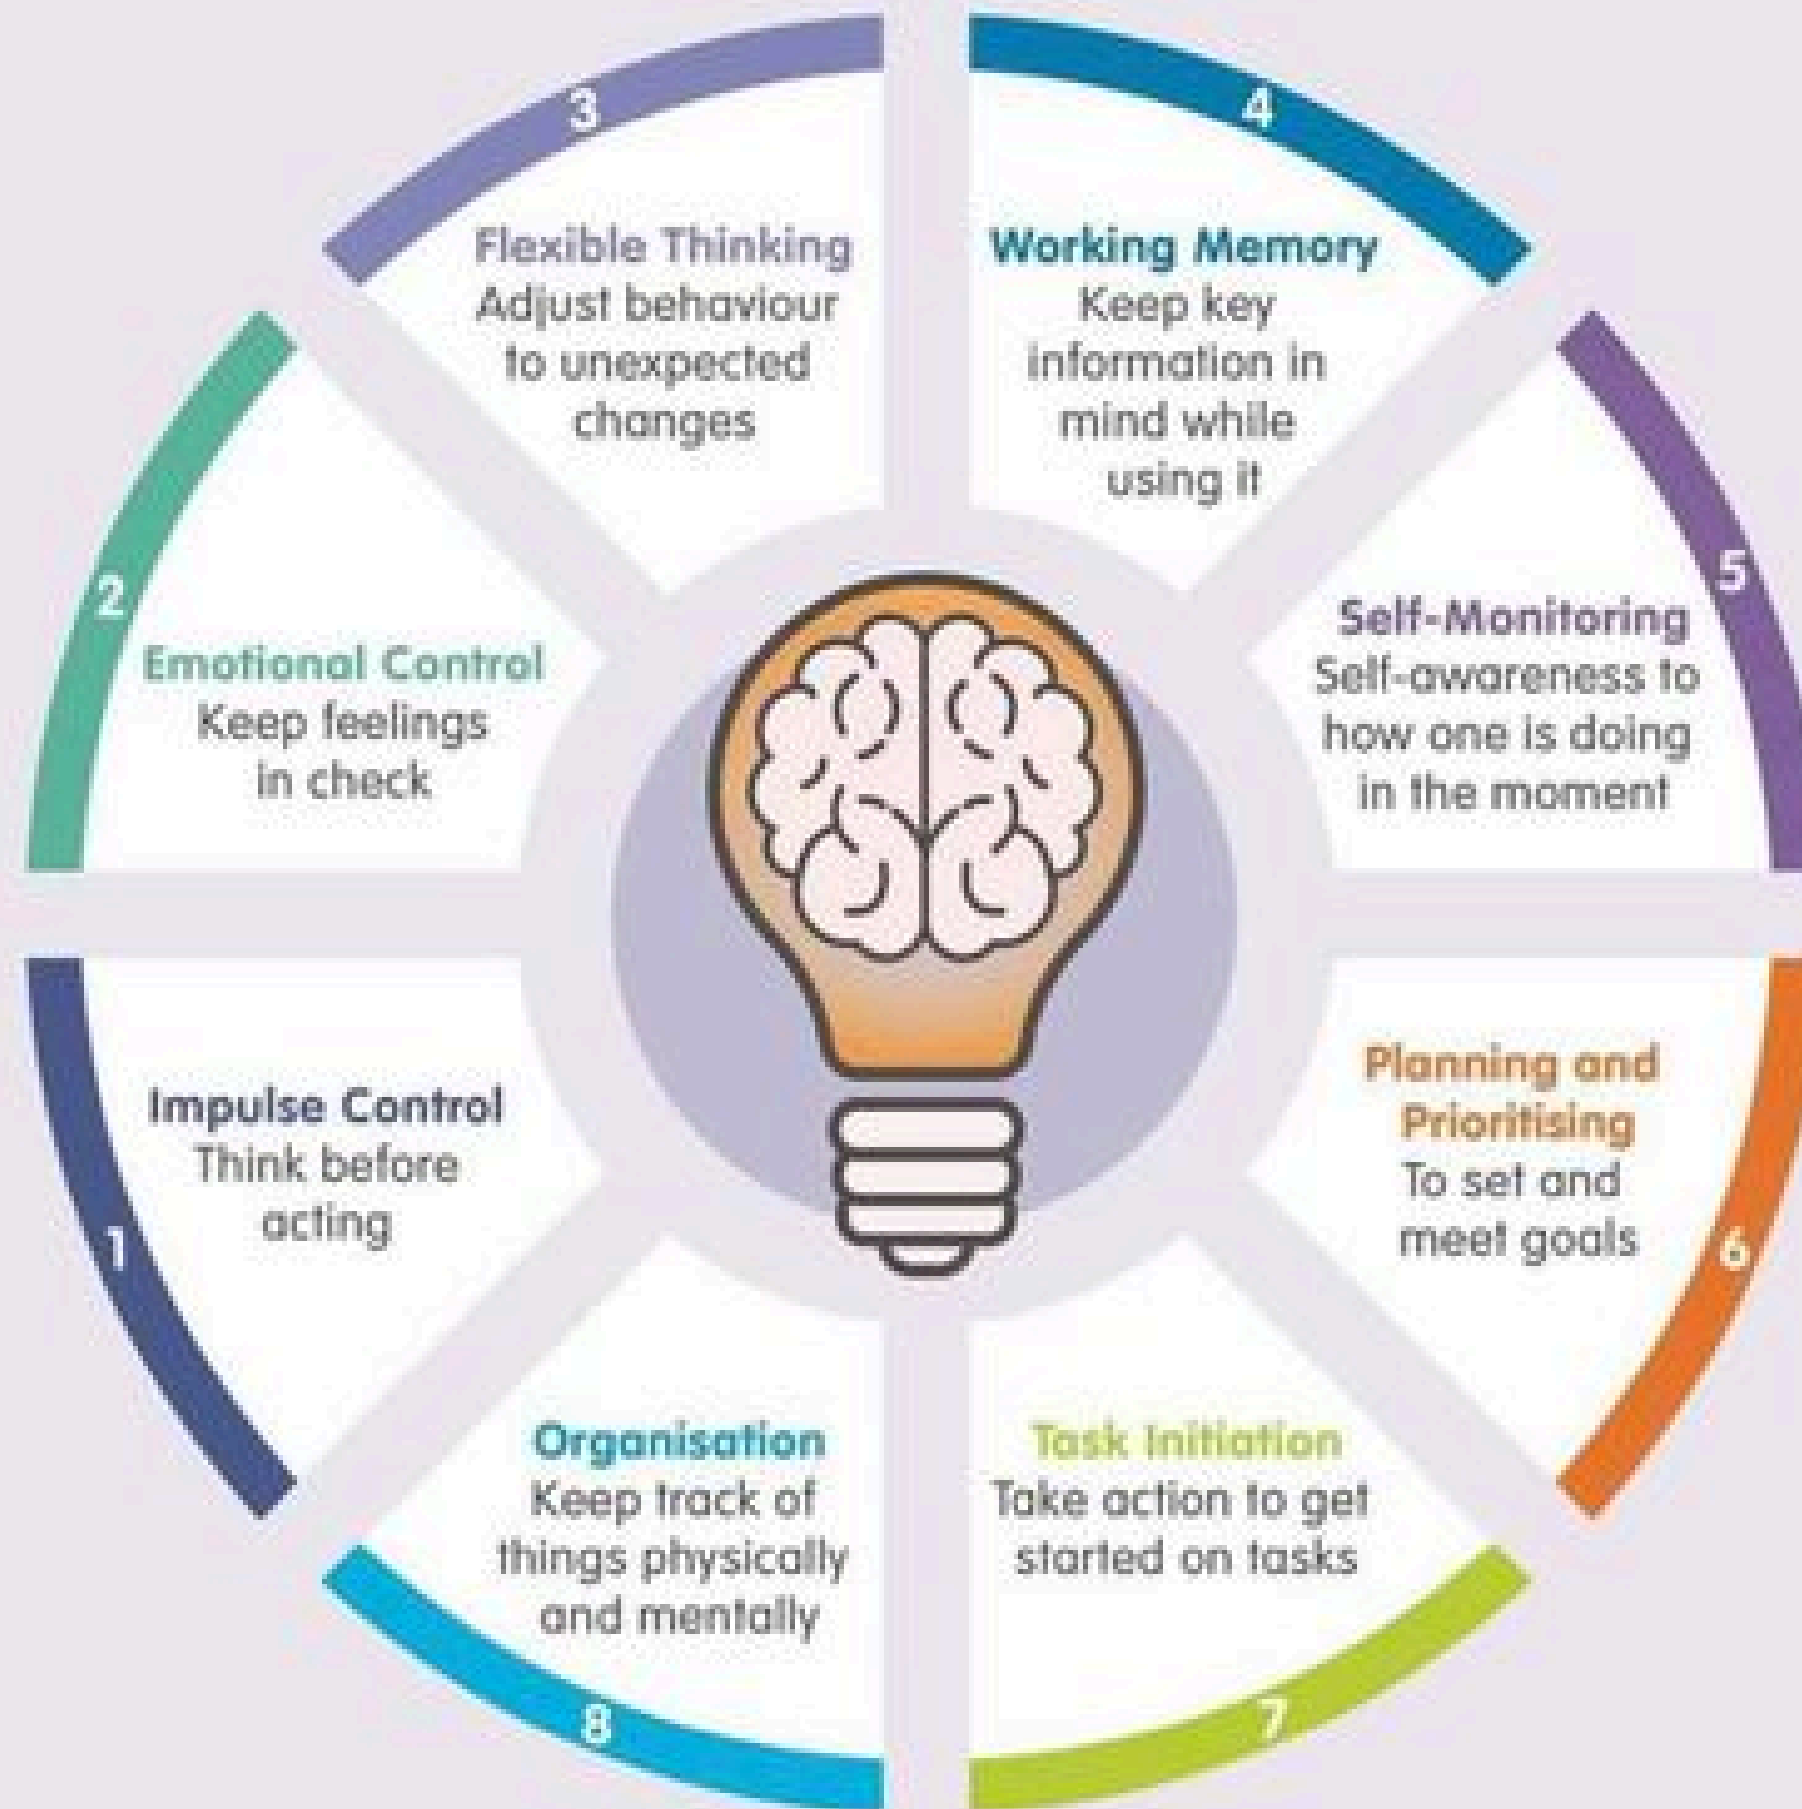 3
Flexible Thinking
Adjust behaviour
to unexpected
changes
4
Working Memory
Keep key
information in
mind while
using it
2
Emotional Control
Keep feelings
in check
5
Self-Monitoring
Self-awareness to
how one is doing
in the moment
1
Impulse Control
Think before
acting
Planning and
Prioritising
To set and
meet goals
6
Organisation
Keep track of
things physically
and mentally
8
Task Initiation
Take action to get
started on tasks
7